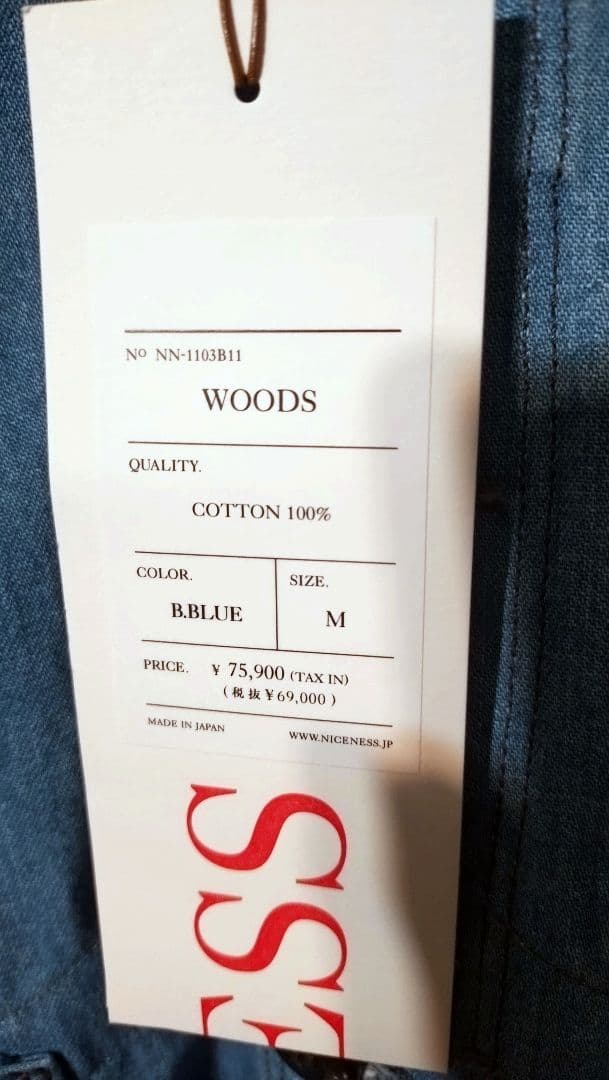 No NN-1103B11
WOODS
QUALITY.
COTTON 100%
COLOR.
B.BLUE
SIZE.
M
PRICE. ¥ 75,900 (TAX IN)
(税抜¥69,000)
MADE IN JAPAN
WWW.NICENESS.JP
ESS